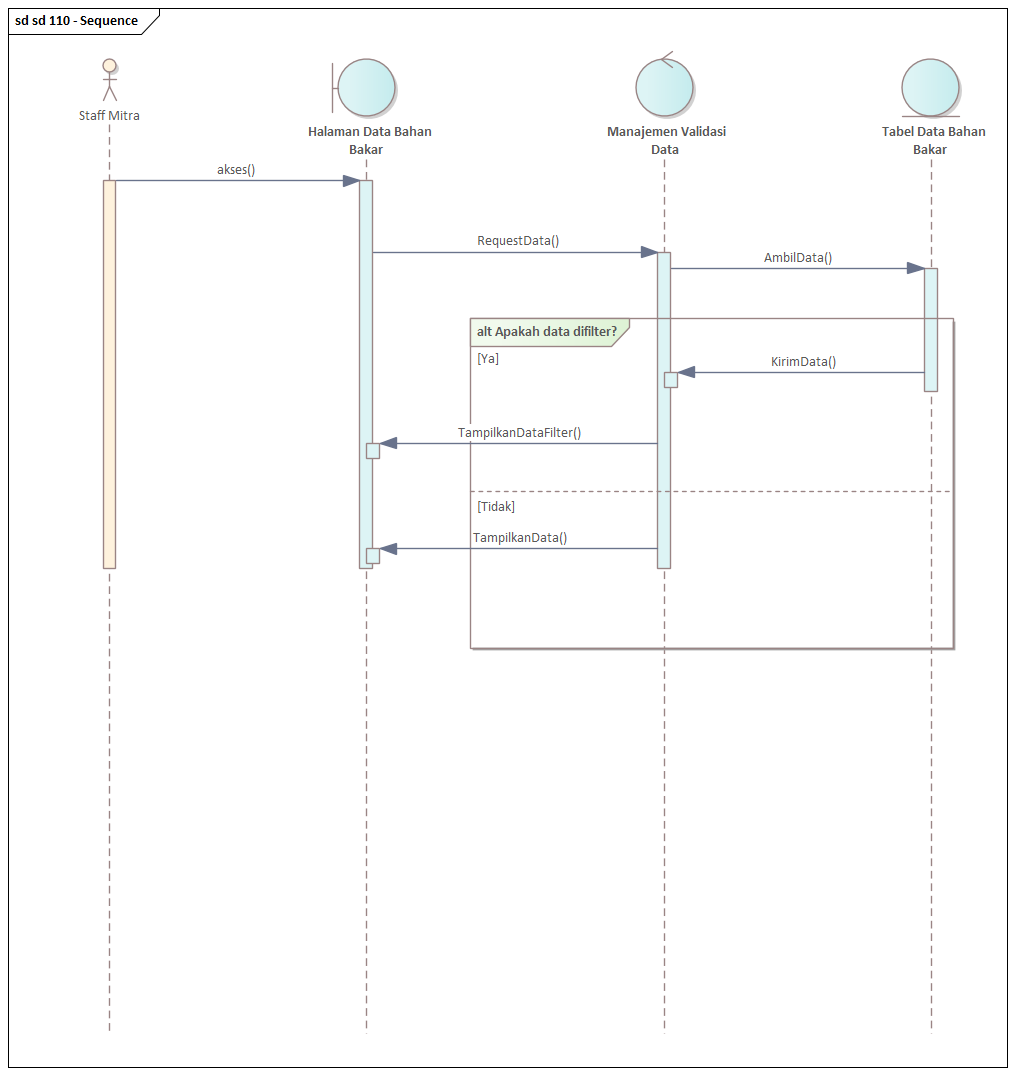 sd sd 110 - Sequence
Staff Mitra
Halaman Data Bahan
Bakar
Manajemen Validasi
Data
Tabel Data Bahan
Bakar
akses()
RequestData()
AmbilData()
alt Apakah data difilter?
[Ya]
KirimData()
TampilkanDataFilter()
[Tidak]
TampilkanData()